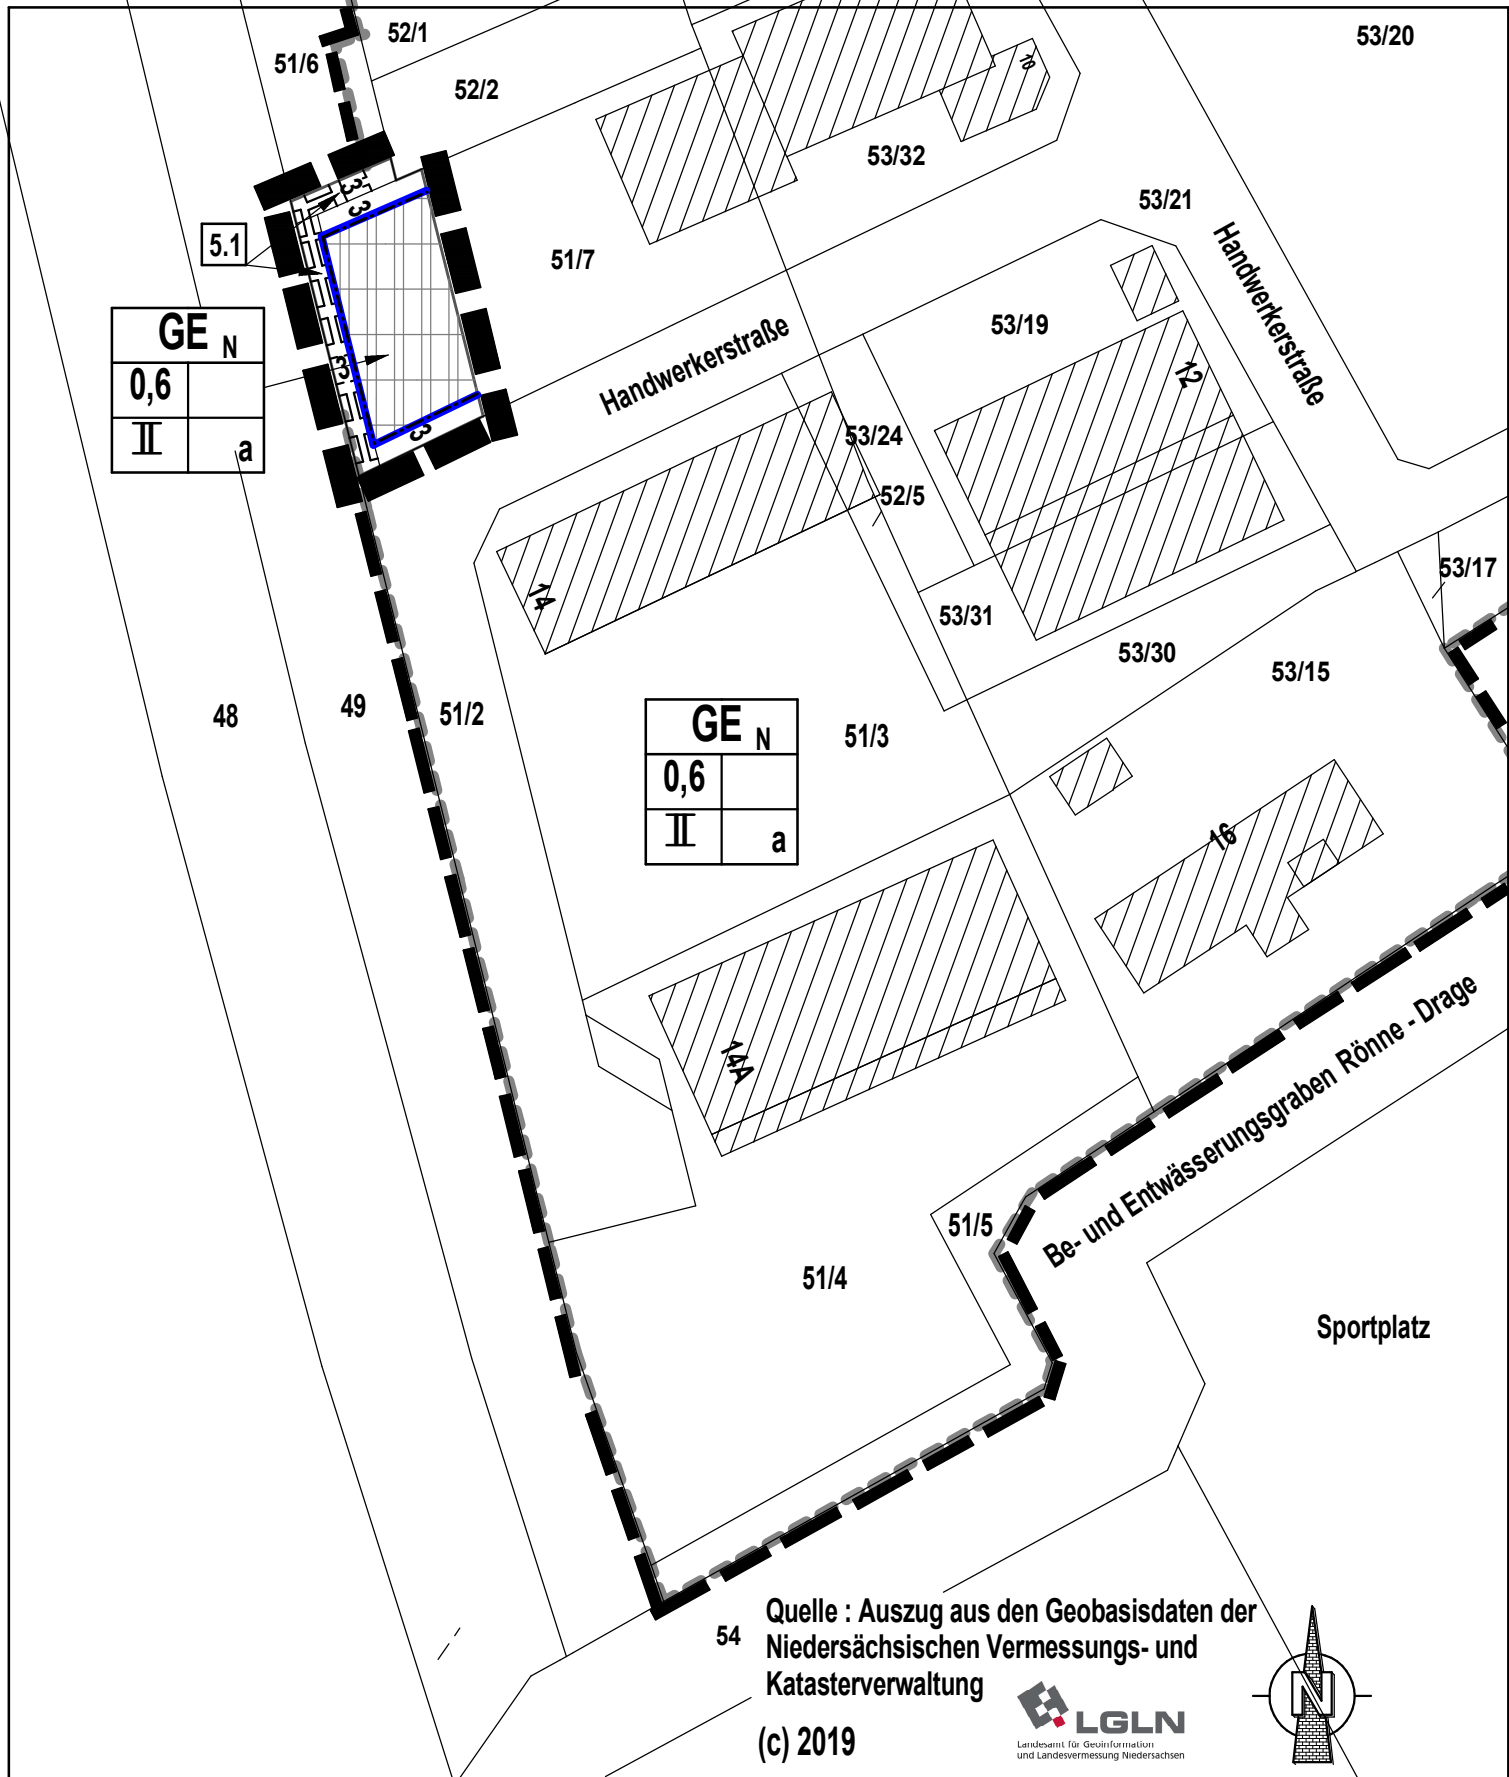 52/1
53/20
51/6
52/2
10
53/32
3
3
53/21
5.1
51/7
Handwerkerstraße
GE N
53/19
Handwerkerstraße
0,6
3
12
II
a
3
53/24
52/5
14
53/17
53/31
53/30
53/15
48
49
51/2
GE N
51/3
0,6
II
a
16
14A
Be- und Entwässerungsgraben Rönne - Drage
51/5
51/4
Sportplatz
54
Quelle : Auszug aus den Geobasisdaten der
Niedersächsischen Vermessungs- und
Katasterverwaltung
(c) 2019
LGLN
Landesamt für Geoinformation
und Landesvermessung Niedersachsen
N